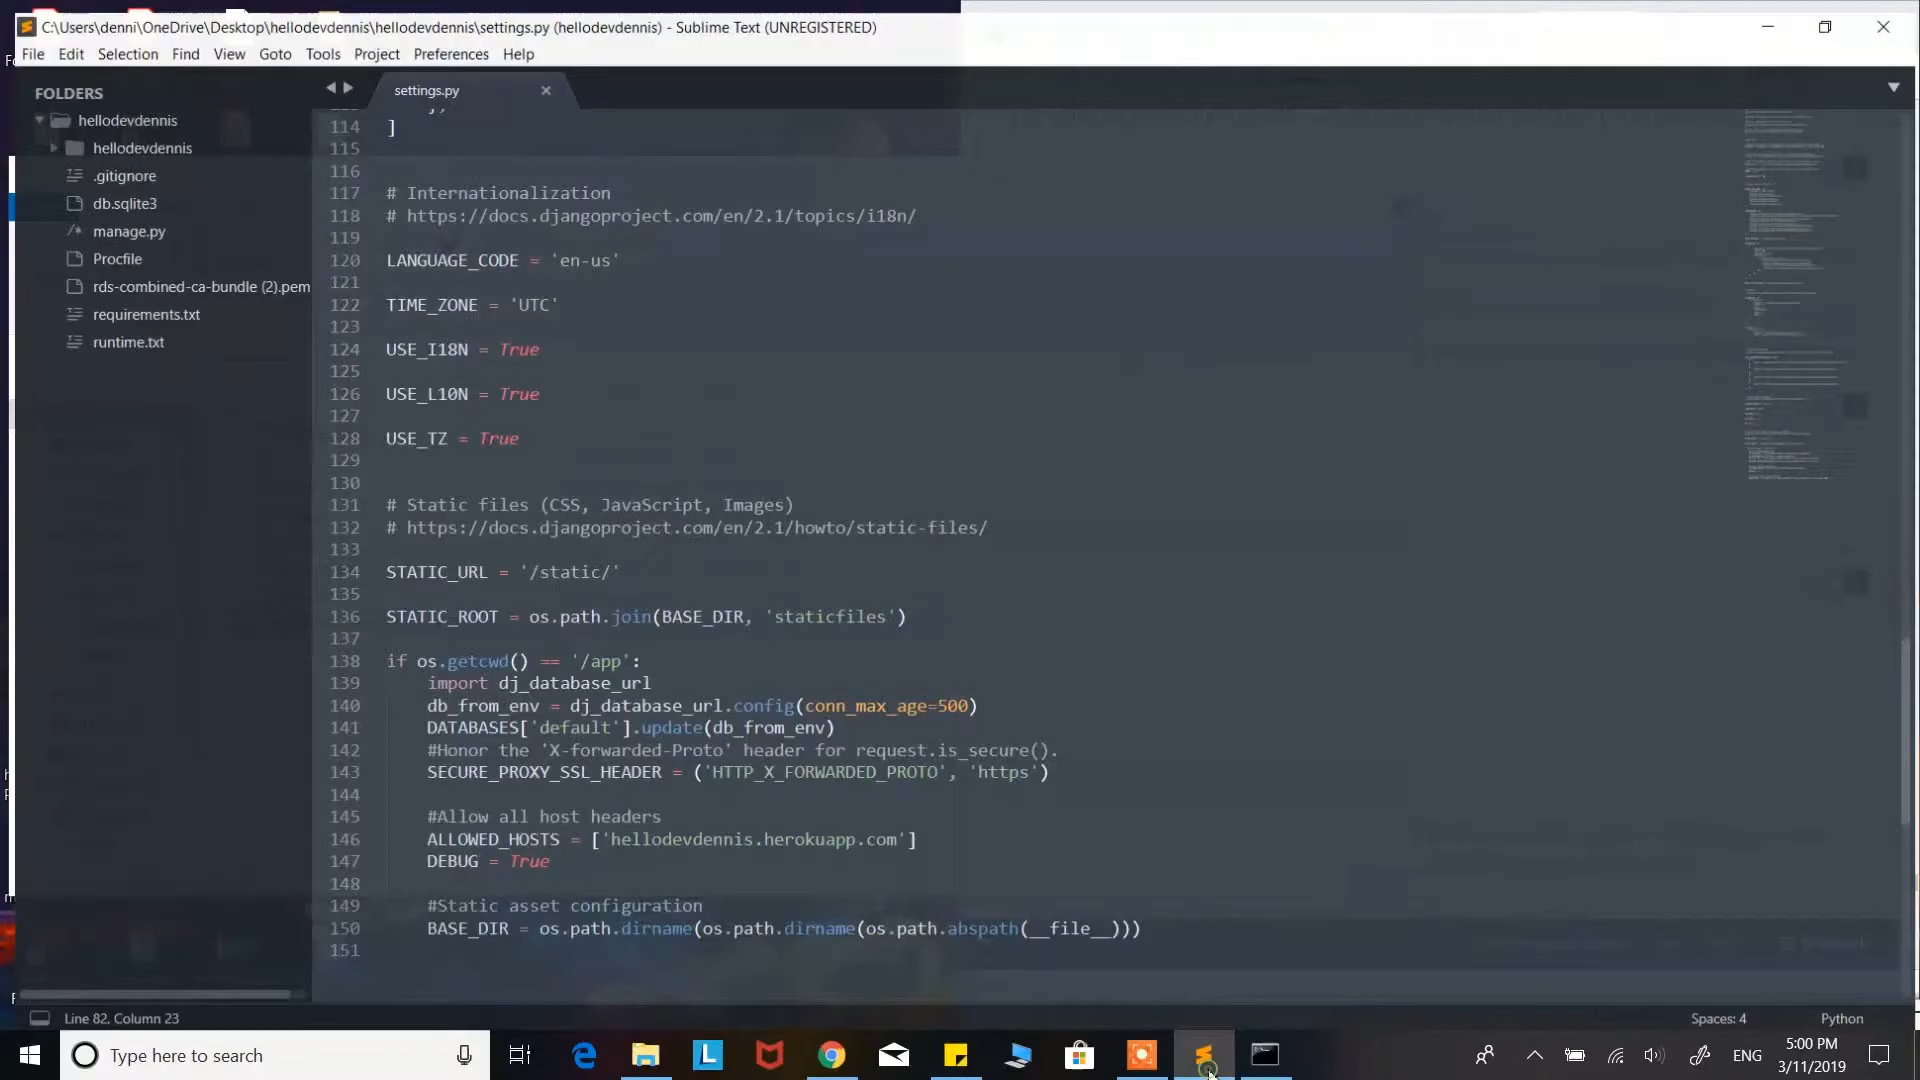 C:\Users\denni\OneDrive\Desktop\hellodevdennis\hellodevdennis\settings.py (hellodevdennis) - Sublime Text (UNREGISTERED)
File Edit Selection Find View Goto Tools Project Preferences Help
FOLDERS
hellodevdennis
hellodevdennis
.gitignore
db.sqlite3
manage.py
Procfile
rds-combined-ca-bundle (2).pem
requirements.txt
runtime.txt
settings.py
114 ]
115
116
117 # Internationalization
118 # https://docs.djangoproject.com/en/2.1/topics/i18n/
119
120 LANGUAGE_CODE = 'en-us'
121
122 TIME_ZONE = 'UTC'
123
124 USE_I18N = True
125
126 USE_L10N = True
127
128 USE_TZ = True
129
130
131 # Static files (CSS, JavaScript, Images)
132 # https://docs.djangoproject.com/en/2.1/howto/static-files/
133
134 STATIC_URL = '/static/'
135
136 STATIC_ROOT = os.path.join(BASE_DIR, 'staticfiles')
137
138 if os.getcwd() == '/app':
139 import dj_database_url
140 db_from_env = dj_database_url.config(conn_max_age=500)
141 DATABASES['default'].update(db_from_env)
142 #Honor the 'X-forwarded-Proto' header for request.is_secure().
143 SECURE_PROXY_SSL_HEADER = ('HTTP_X_FORWARDED_PROTO', 'https')
144
145 #Allow all host headers
146 ALLOWED_HOSTS = ['hellodevdennis.herokuapp.com']
147 DEBUG = True
148
149 #Static asset configuration
150 BASE_DIR = os.path.dirname(os.path.dirname(os.path.abspath(__file__)))
151
Line 82, Column 23
Spaces: 4
Python
Type here to search
ENG
5:00 PM
3/11/2019